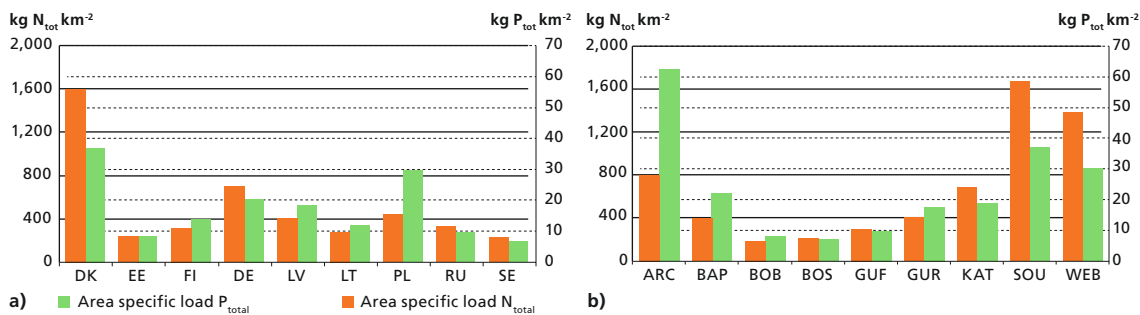 kg N_tot km^-2 kg P_tot km^-2
2,000 70
1,600 60
50
1,200 40
800 30
20
400 10
0 0
DK EE FI DE LV LT PL RU SE
a) Area specific load P_total Area specific load N_total
kg N_tot km^-2 kg P_tot km^-2
2,000 70
1,600 60
50
1,200 40
800 30
20
400 10
0 0
ARC BAP BOB BOS GUF GUR KAT SOU WEB
b)